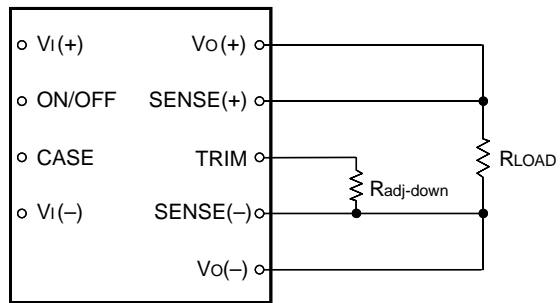 VI(+)
VO(+)
ON/OFF
SENSE(+)
CASE
TRIM
RLOAD
Radj-down
VI(–)
SENSE(–)
VO(–)